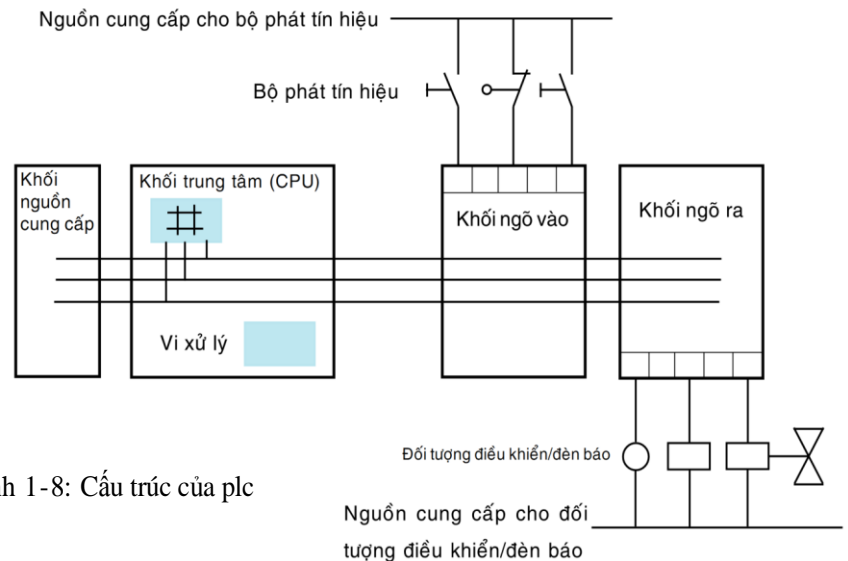 Nguồn cung cấp cho bộ phát tín hiệu
Bộ phát tín hiệu
Khối
nguồn
cung cấp
Khối trung tâm (CPU)
Vi xử lý
Khối ngõ vào
Khối ngõ ra
Đối tượng điều khiển/đèn báo
h 1-8: Cấu trúc của plc
Nguồn cung cấp cho đối
tượng điều khiển/đèn báo